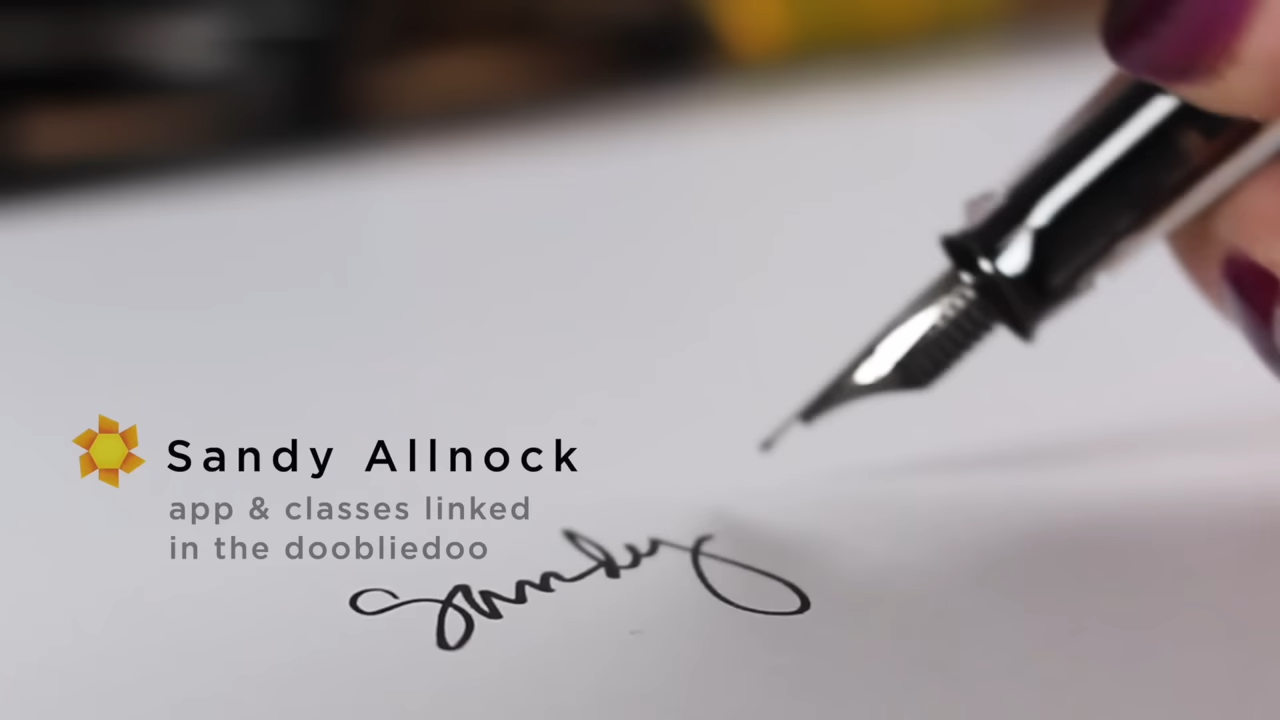 Sandy Allnock
app & classes linked
in the doobliedoo
Sandy